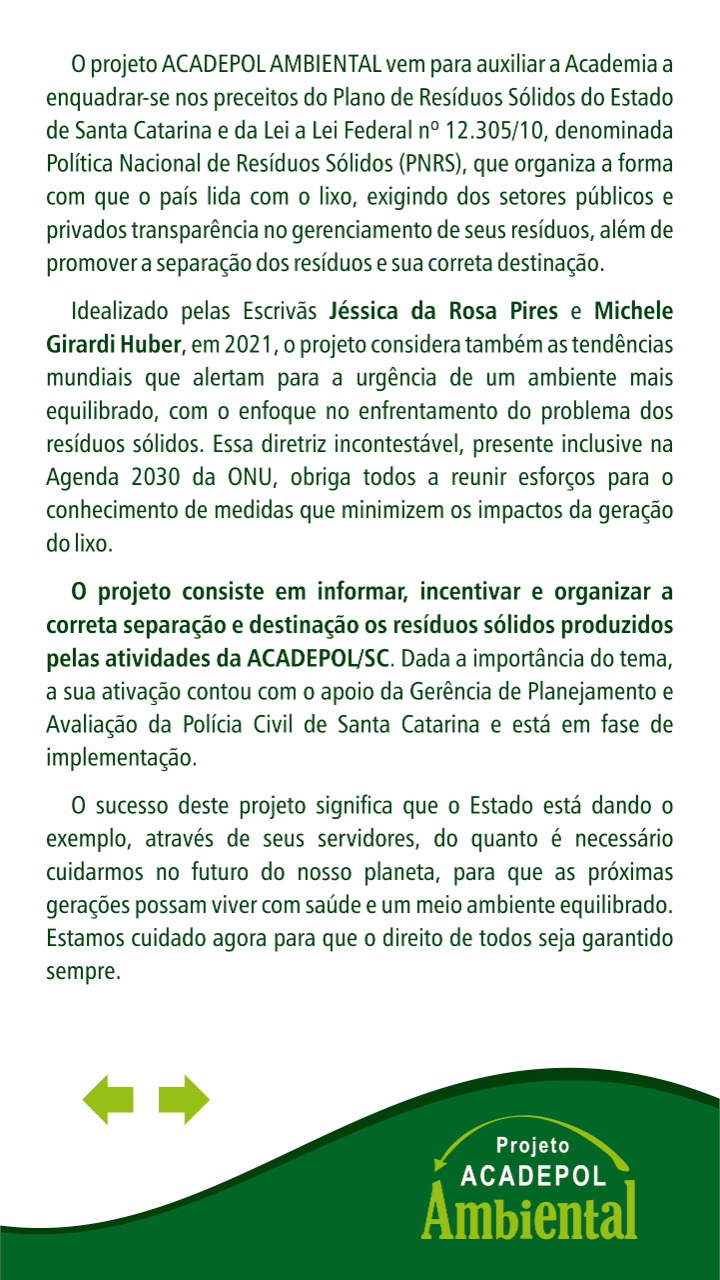 O projeto ACADEPOL AMBIENTAL vem para auxiliar a Academia a
enquadrar-se nos preceitos do Plano de Resíduos Sólidos do Estado
de Santa Catarina e da Lei a Lei Federal nº 12.305/10, denominada
Política Nacional de Resíduos Sólidos (PNRS), que organiza a forma
com que o país lida com o lixo, exigindo dos setores públicos e
privados transparência no gerenciamento de seus resíduos, além de
promover a separação dos resíduos e sua correta destinação.
Idealizado pelas Escrivãs Jéssica da Rosa Pires e Michele
Girardi Huber, em 2021, o projeto considera também as tendências
mundiais que alertam para a urgência de um ambiente mais
equilibrado, com o enfoque no enfrentamento do problema dos
resíduos sólidos. Essa diretriz incontestável, presente inclusive na
Agenda 2030 da ONU, obriga todos a reunir esforços para o
conhecimento de medidas que minimizem os impactos da geração
do lixo.
O projeto consiste em informar, incentivar e organizar a
correta separação e destinação os resíduos sólidos produzidos
pelas atividades da ACADEPOL/SC. Dada a importância do tema,
a sua ativação contou com o apoio da Gerência de Planejamento e
Avaliação da Polícia Civil de Santa Catarina e está em fase de
implementação.
O sucesso deste projeto significa que o Estado está dando o
exemplo, através de seus servidores, do quanto é necessário
cuidarmos no futuro do nosso planeta, para que as próximas
gerações possam viver com saúde e um meio ambiente equilibrado.
Estamos cuidado agora para que o direito de todos seja garantido
sempre.
Projeto
ACADEPOL
Ambiental